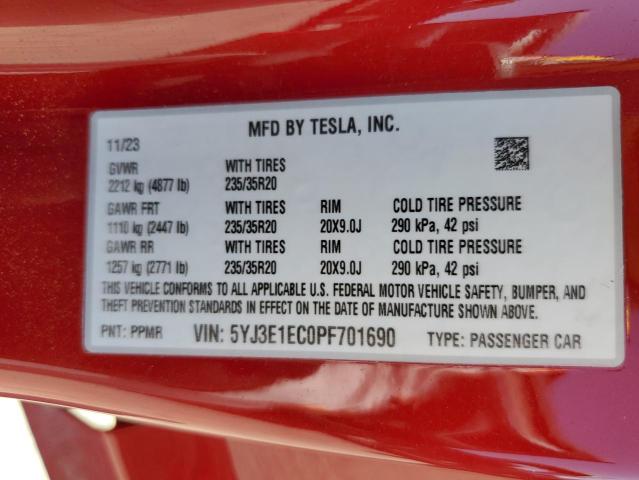 MFD BY TESLA, INC.
11/23
GVWR WITH TIRES
2212 kg (4877 lb) 235/35R20
GAWR FRT WITH TIRES RIM COLD TIRE PRESSURE
1110 kg (2447 lb) 235/35R20 20X9.0J 290 kPa, 42 psi
GAWR RR WITH TIRES RIM COLD TIRE PRESSURE
1257 kg (2771 lb) 235/35R20 20X9.0J 290 kPa, 42 psi
THIS VEHICLE CONFORMS TO ALL APPLICABLE U.S. FEDERAL MOTOR VEHICLE SAFETY, BUMPER, AND
THEFT PREVENTION STANDARDS IN EFFECT ON THE DATE OF MANUFACTURE SHOWN ABOVE.
PNT: PPMR VIN: 5YJ3E1EC0PF701690 TYPE: PASSENGER CAR